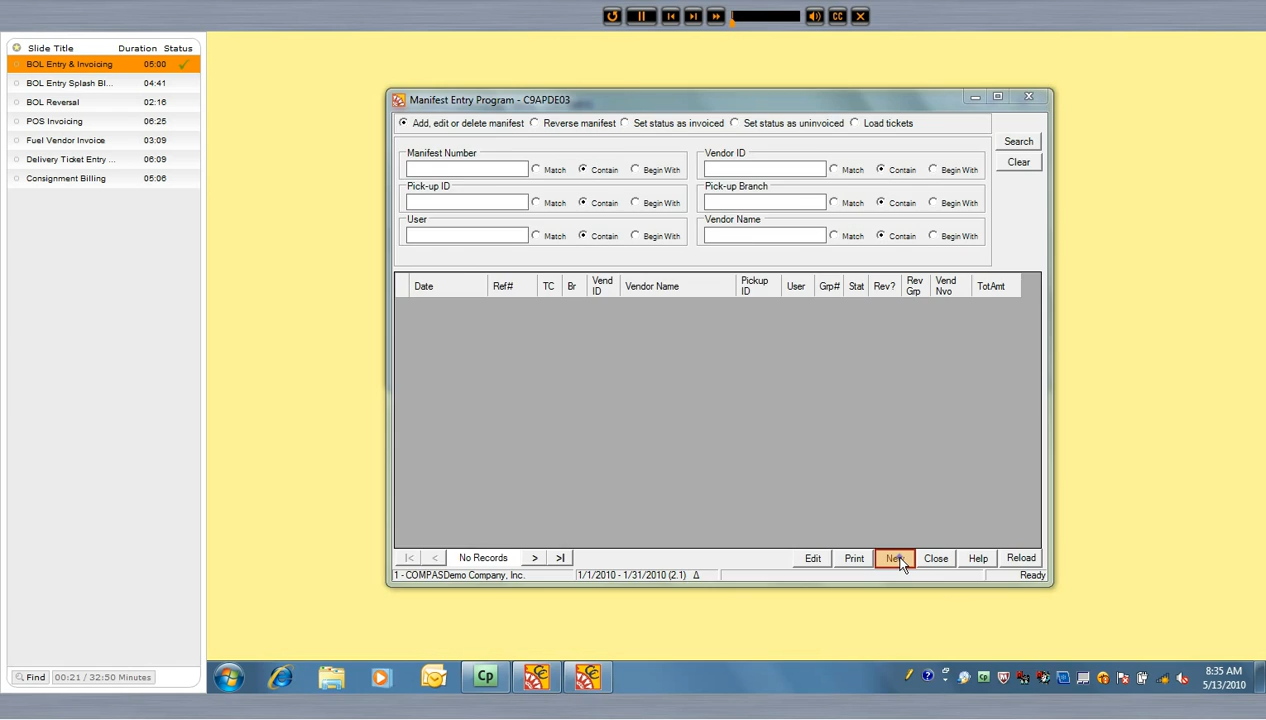 CC
Slide Title Duration Status
BOL Entry & Invoicing 05:00
BOL Entry Splash Bl... 04:41
BOL Reversal 02:16
POS Invoicing 06:25
Fuel Vendor Invoice 03:09
Delivery Ticket Entry ... 06:09
Consignment Billing 05:06
Manifest Entry Program - C9APDE03
Add, edit or delete manifest Reverse manifest Set status as invoiced Set status as uninvoiced Load tickets
Search
Clear
Manifest Number Vendor ID
Match Contain Begin With Match Contain Begin With
Pick-up ID Pick-up Branch
Match Contain Begin With Match Contain Begin With
User Vendor Name
Match Contain Begin With Match Contain Begin With
Date Ref# TC Br Vend ID Vendor Name Pickup ID User Grp# Stat Rev? Rev Grp Vend Nvo TotAmt
|< < No Records > >| Edit Print New Close Help Reload
1 - COMPASDemo Company, Inc. 1/1/2010 - 1/31/2010 (2.1) Δ Ready
Find 00:21 / 32:50 Minutes
Cp
8:35 AM
5/13/2010